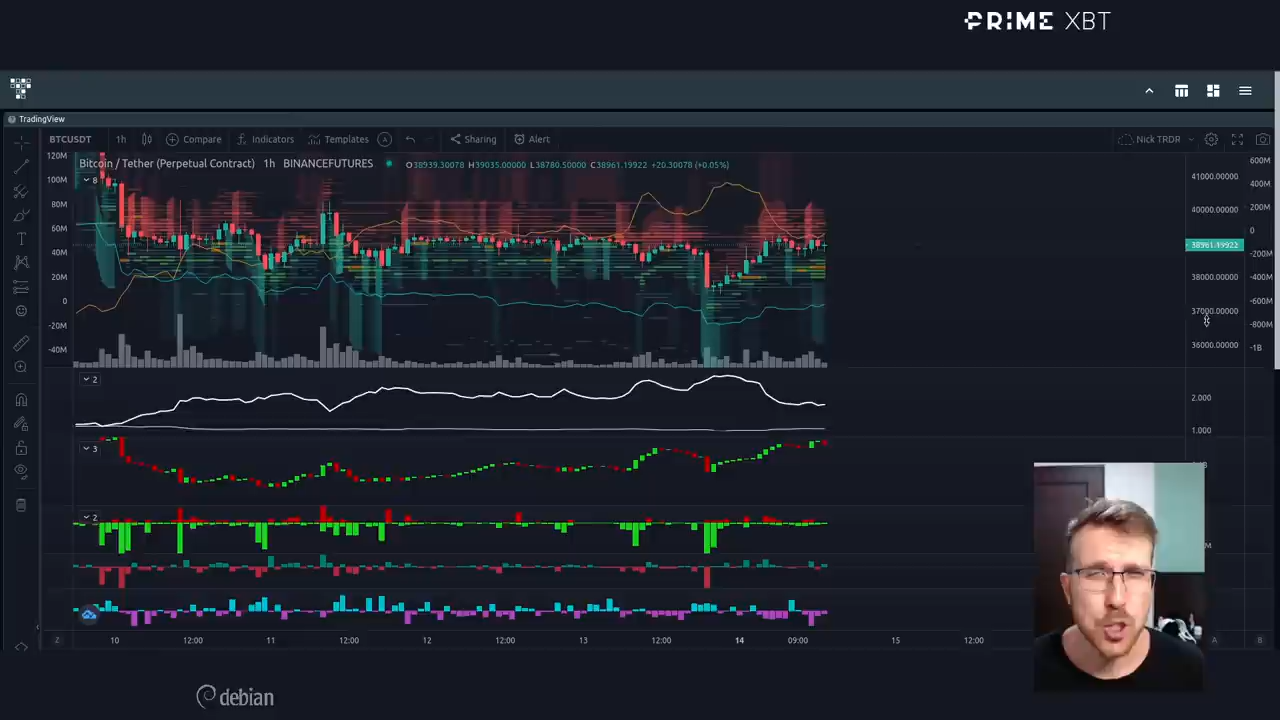 PRIME XBT
TradingView
BTCUSDT 1h Compare Indicators Templates A Sharing Alert Nick TRDR
Bitcoin / Tether (Perpetual Contract) 1h BINANCEFUTURES O38939.30078 H39035.00000 L38780.50000 C38961.19922 +20.30078 (+0.05%)
8
120M
100M
80M
60M
40M
20M
0
-20M
-40M
41000.00000
40000.00000
38961.19922
38000.00000
37000.00000
36000.00000
600M
400M
200M
0
-200M
-400M
-600M
-800M
-1B
2
2.000
1.000
3
2
Z 10 12:00 11 12:00 12 12:00 13 12:00 14 09:00 15 12:00 A B
debian